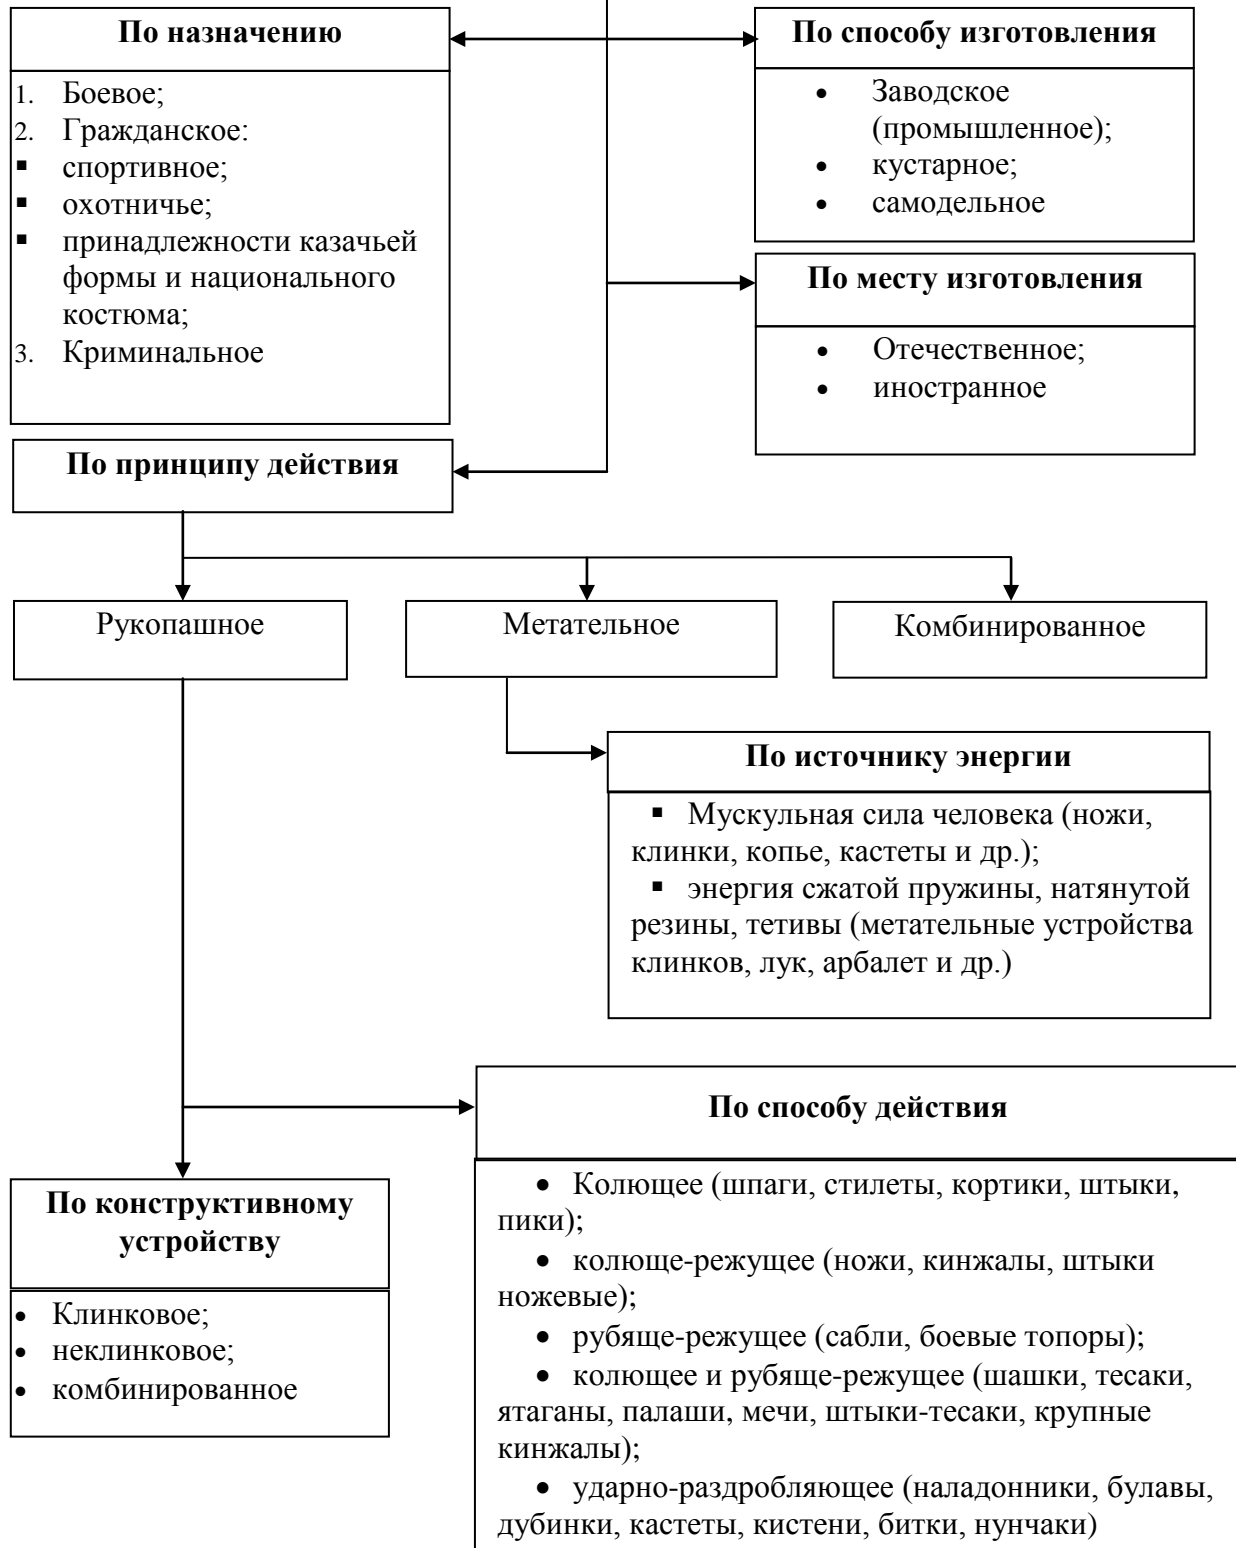 По назначению
1. Боевое;
2. Гражданское:
▪ спортивное;
▪ охотничье;
▪ принадлежности казачьей
формы и национального
костюма;
3. Криминальное
По способу изготовления
• Заводское
(промышленное);
• кустарное;
• самодельное
По месту изготовления
• Отечественное;
• иностранное
По принципу действия
Рукопашное
Метательное
Комбинированное
По источнику энергии
▪ Мускульная сила человека (ножи,
клинки, копье, кастеты и др.);
▪ энергия сжатой пружины, натянутой
резины, тетивы (метательные устройства
клинков, лук, арбалет и др.)
По способу действия
• Колющее (шпаги, стилеты, кортики, штыки,
пики);
• колюще-режущее (ножи, кинжалы, штыки
ножевые);
• рубяще-режущее (сабли, боевые топоры);
• колющее и рубяще-режущее (шашки, тесаки,
ятаганы, палаши, мечи, штыки-тесаки, крупные
кинжалы);
• ударно-раздробляющее (наладонники, булавы,
дубинки, кастеты, кистени, битки, нунчаки)
По конструктивному
устройству
• Клинковое;
• неклинковое;
• комбинированное